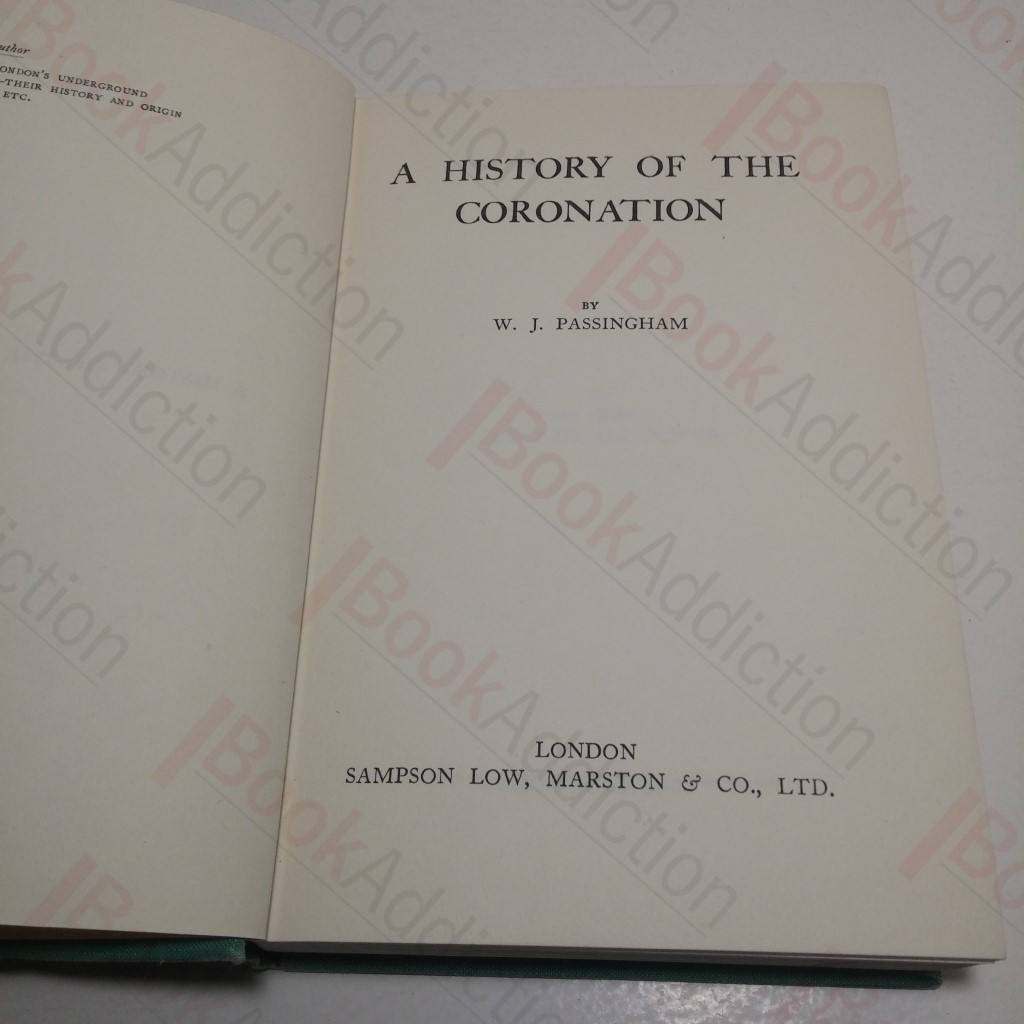 uthor
ONDON'S UNDERGROUND
-THEIR HISTORY AND ORIGIN
ETC.
A HISTORY OF THE
CORONATION
BY
W. J. PASSINGHAM
LONDON
SAMPSON LOW, MARSTON & CO., LTD.
BookAddiction